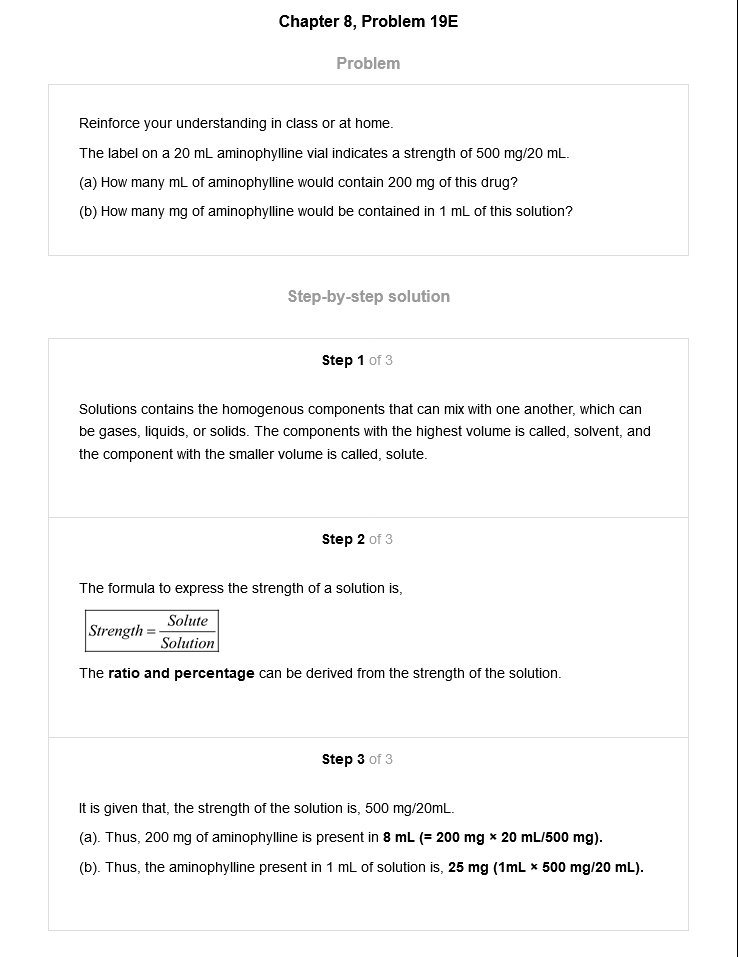 Chapter 8, Problem 19E
Problem
Reinforce your understanding in class or at home.
The label on a 20 mL aminophylline vial indicates a strength of 500 mg/20 mL.
(a) How many mL of aminophylline would contain 200 mg of this drug?
(b) How many mg of aminophylline would be contained in 1 mL of this solution?
Step-by-step solution
Step 1 of 3
Solutions contains the homogenous components that can mix with one another, which can
be gases, liquids, or solids. The components with the highest volume is called, solvent, and
the component with the smaller volume is called, solute.
Step 2 of 3
The formula to express the strength of a solution is,
Strength = Solute
Solution
The ratio and percentage can be derived from the strength of the solution.
Step 3 of 3
It is given that, the strength of the solution is, 500 mg/20mL.
(a). Thus, 200 mg of aminophylline is present in 8 mL (= 200 mg × 20 mL/500 mg).
(b). Thus, the aminophylline present in 1 mL of solution is, 25 mg (1mL × 500 mg/20 mL).